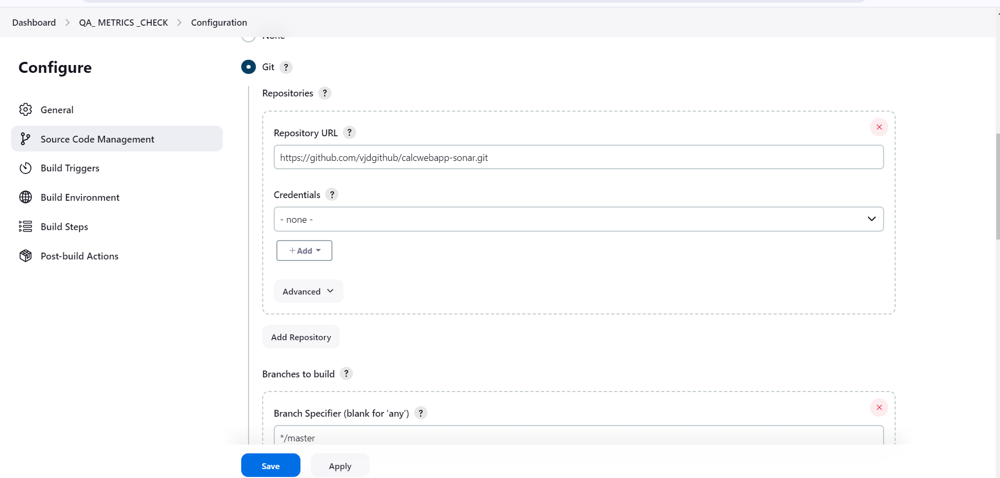 Dashboard > QA_ METRICS _CHECK > Configuration
None
Configure
General
Source Code Management
Build Triggers
Build Environment
Build Steps
Post-build Actions
Git ?
Repositories ?
Repository URL ?
https://github.com/vjdgithub/calcwebapp-sonar.git
Credentials ?
- none -
+ Add
Advanced
Add Repository
Branches to build ?
Branch Specifier (blank for 'any') ?
*/master
Save Apply